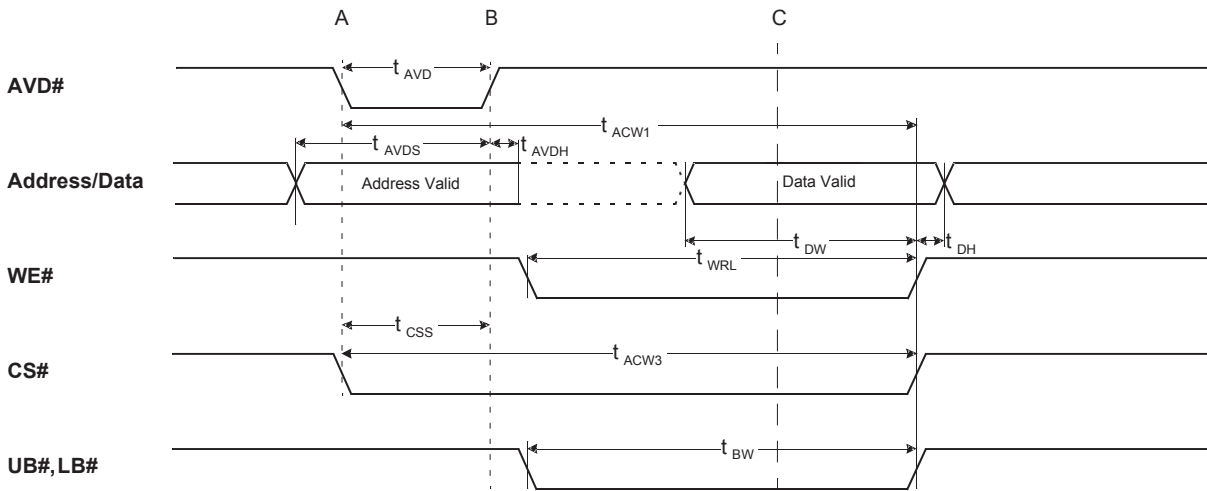 A B C
AVD#
t AVD
t ACW1
t AVDS t AVDH
Address/Data
Address Valid Data Valid
t DW t DH
t WRL
WE#
t CSS
t ACW3
CS#
t BW
UB#, LB#